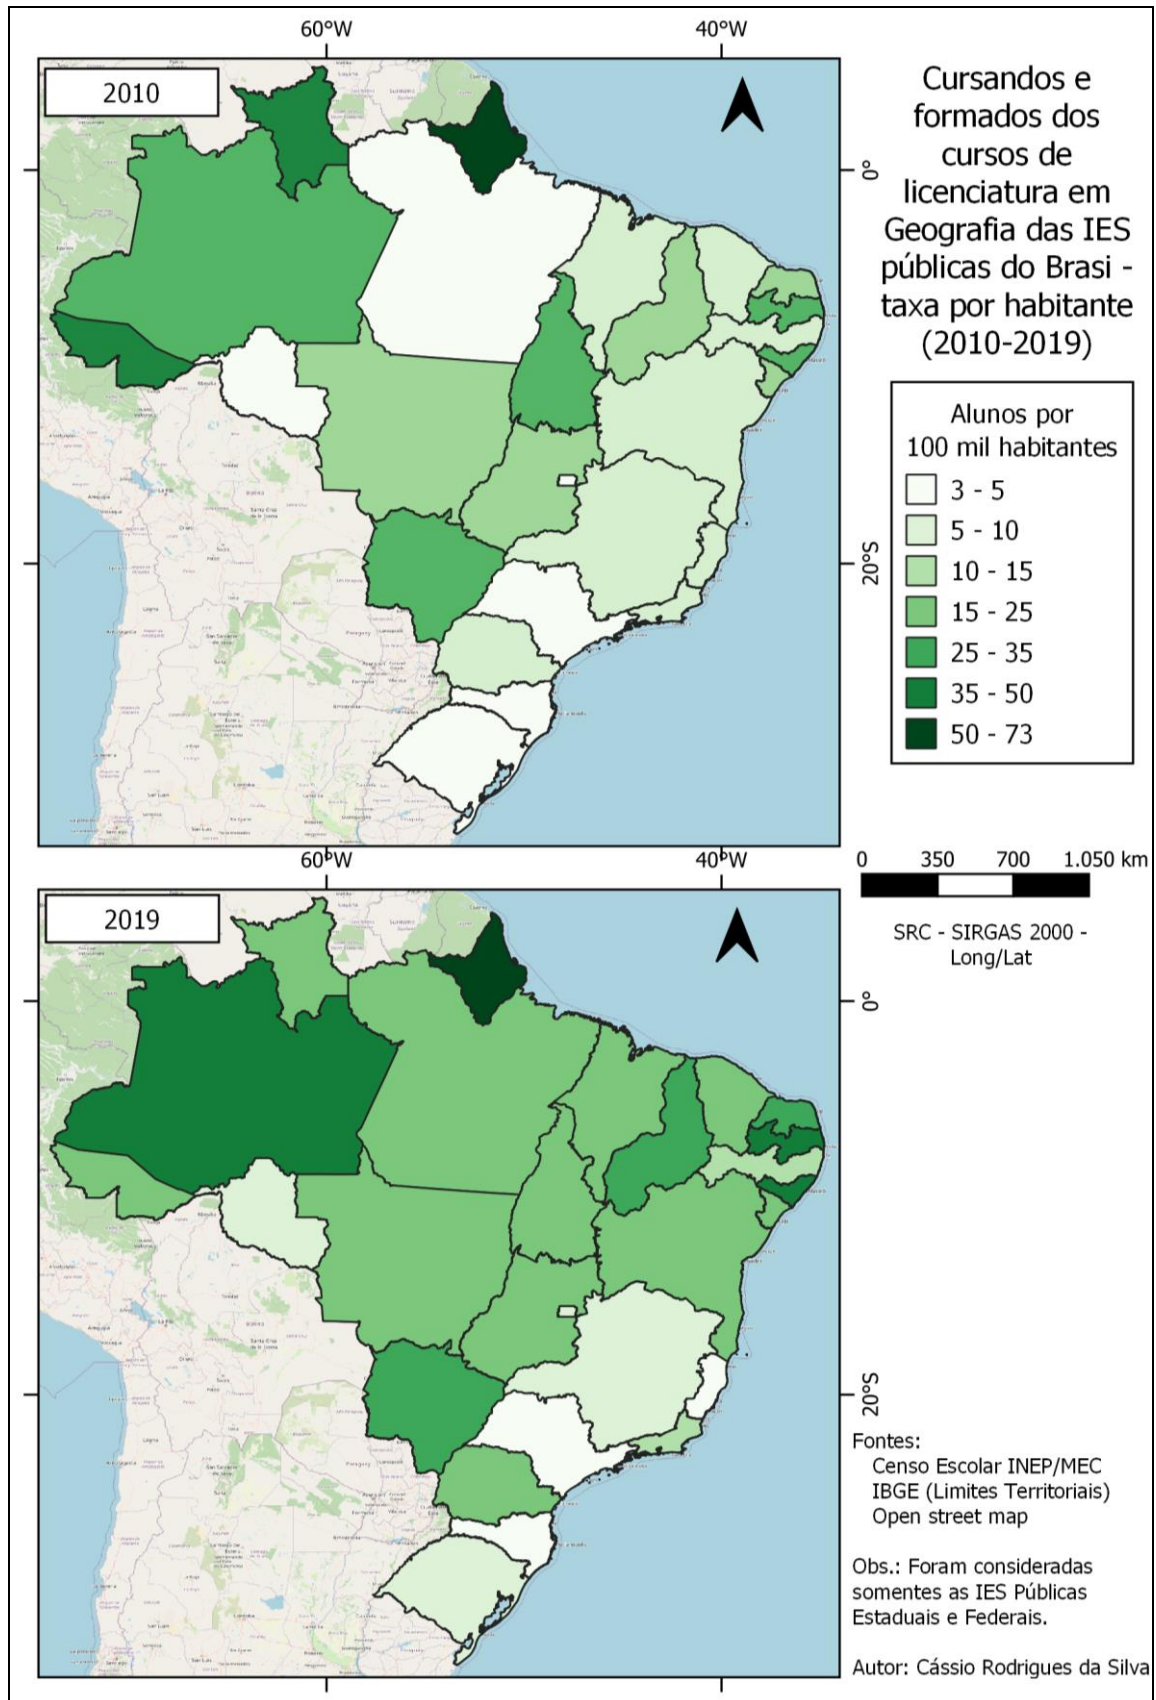 60°W
40°W
2010
0°
20°S
Cursandos e
formados dos
cursos de
licenciatura em
Geografia das IES
públicas do Brasi -
taxa por habitante
(2010-2019)
Alunos por
100 mil habitantes
3 - 5
5 - 10
10 - 15
15 - 25
25 - 35
35 - 50
50 - 73
60°W
40°W
0
350
700
1.050 km
SRC - SIRGAS 2000 -
Long/Lat
2019
0°
20°S
Fontes:
Censo Escolar INEP/MEC
IBGE (Limites Territoriais)
Open street map
Obs.: Foram consideradas
somentes as IES Públicas
Estaduais e Federais.
Autor: Cássio Rodrigues da Silva